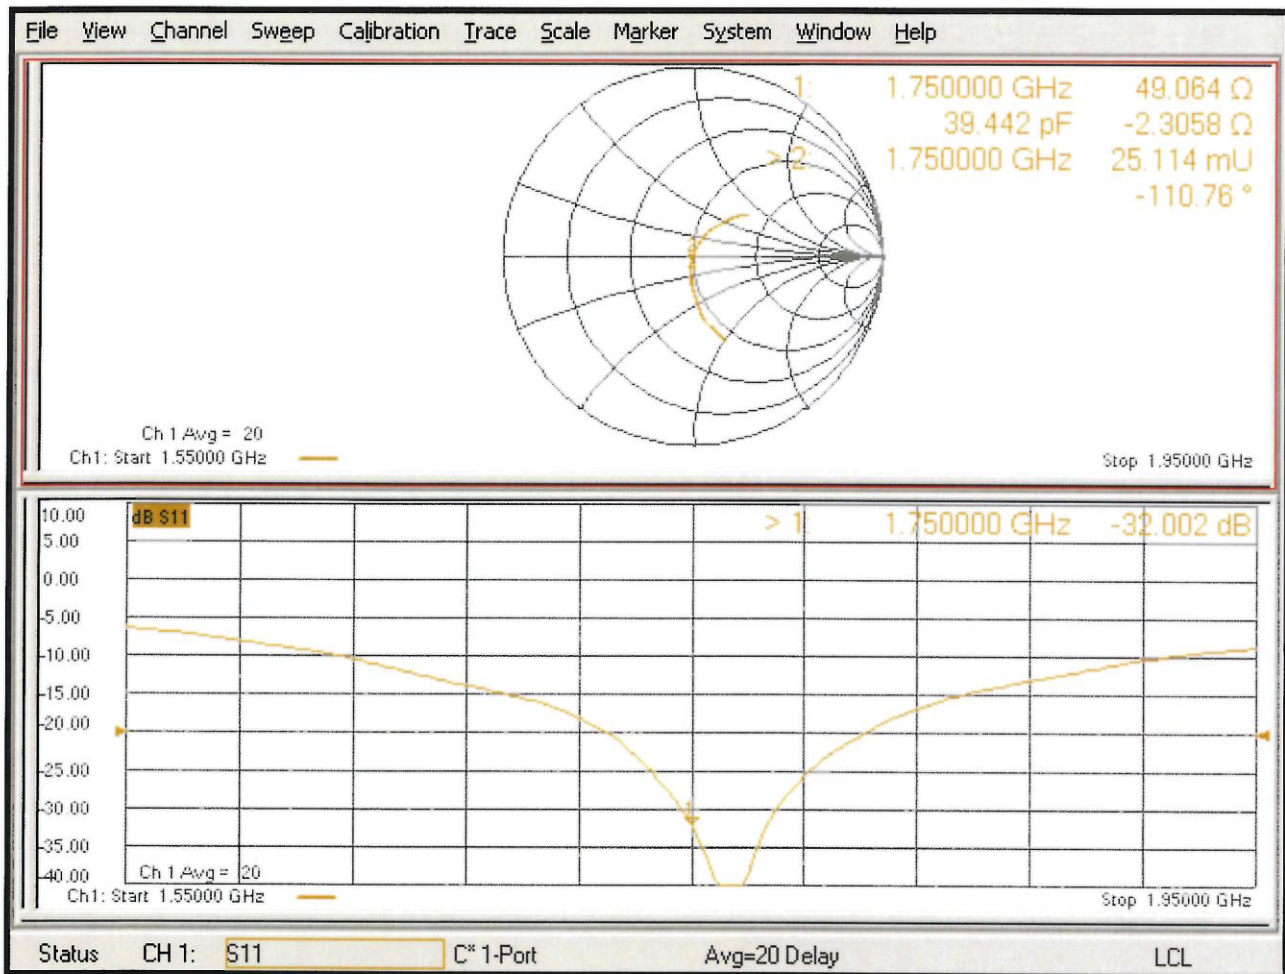 File View Channel Sweep Calibration Trace Scale Marker System Window Help
1: 1.750000 GHz 49.064 Ω
39.442 pF -2.3058 Ω
> 2: 1.750000 GHz 25.114 mU
-110.76 °
Ch 1 Avg = 20
Ch1: Start 1.55000 GHz
Stop 1.95000 GHz
10.00
dB S11
> 1: 1.750000 GHz -32.002 dB
5.00
0.00
-5.00
-10.00
-15.00
-20.00
-25.00
-30.00
1
-35.00
-40.00
Ch 1 Avg = 20
Ch1: Start 1.55000 GHz
Stop 1.95000 GHz
Status CH 1: S11 C* 1-Port Avg=20 Delay LCL